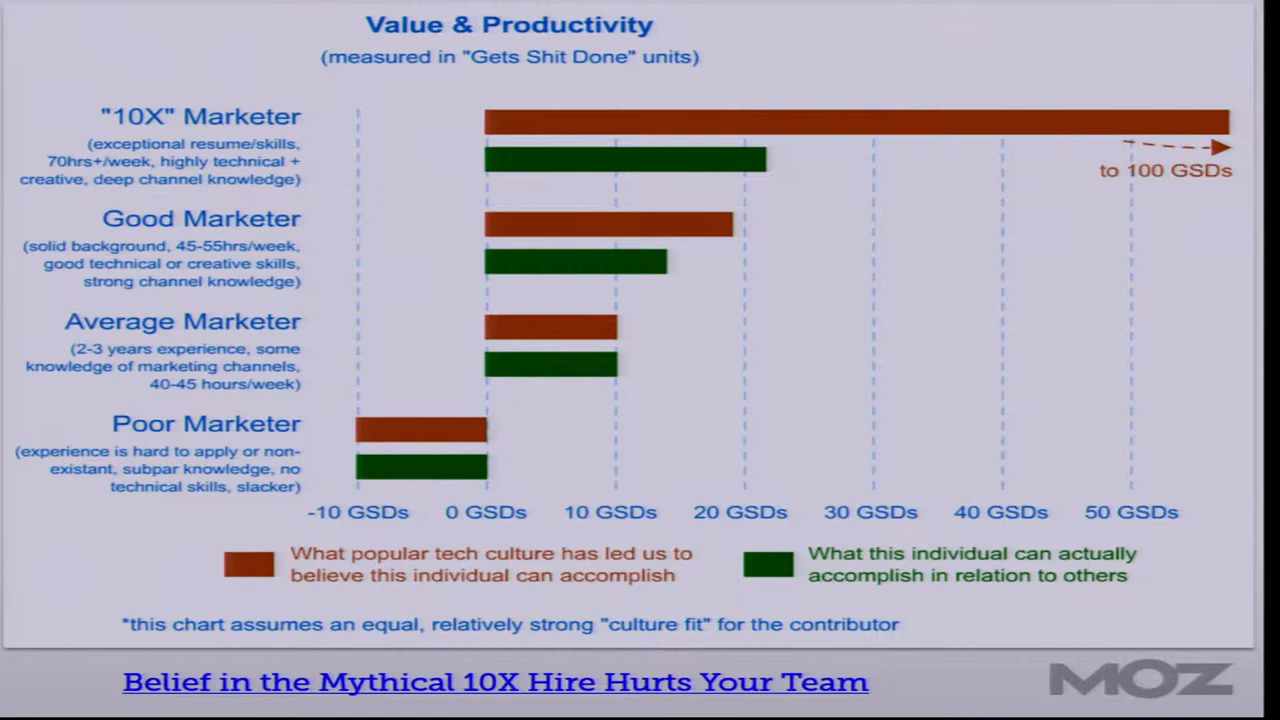 Value & Productivity
(measured in "Gets Shit Done" units)
"10X" Marketer
(exceptional resume/skills,
70hrs+/week, highly technical +
creative, deep channel knowledge)
to 100 GSDs
Good Marketer
(solid background, 45-55hrs/week,
good technical or creative skills,
strong channel knowledge)
Average Marketer
(2-3 years experience, some
knowledge of marketing channels,
40-45 hours/week)
Poor Marketer
(experience is hard to apply or non-
existant, subpar knowledge, no
technical skills, slacker)
-10 GSDs 0 GSDs 10 GSDs 20 GSDs 30 GSDs 40 GSDs 50 GSDs
What popular tech culture has led us to
believe this individual can accomplish
What this individual can actually
accomplish in relation to others
*this chart assumes an equal, relatively strong "culture fit" for the contributor
Belief in the Mythical 10X Hire Hurts Your Team
MOZ